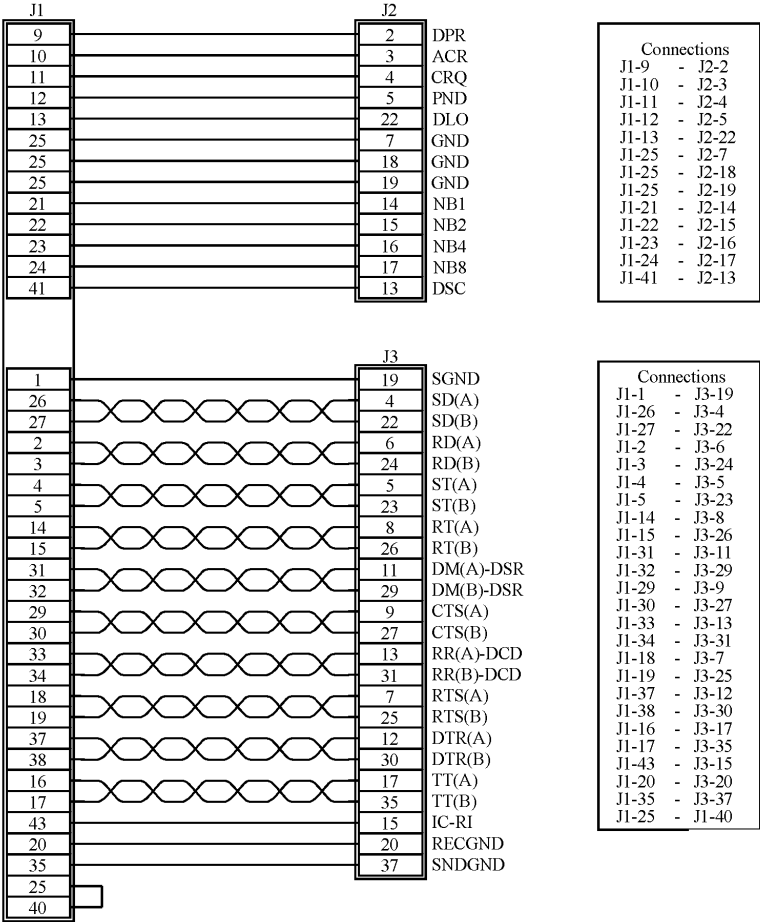 J1 J2
9 2 DPR
10 3 ACR
11 4 CRQ
12 5 PND
13 22 DLO
25 7 GND
25 18 GND
25 19 GND
21 14 NB1
22 15 NB2
23 16 NB4
24 17 NB8
41 13 DSC
Connections
J1-9 - J2-2
J1-10 - J2-3
J1-11 - J2-4
J1-12 - J2-5
J1-13 - J2-22
J1-25 - J2-7
J1-25 - J2-18
J1-25 - J2-19
J1-21 - J2-14
J1-22 - J2-15
J1-23 - J2-16
J1-24 - J2-17
J1-41 - J2-13
J3
1 19 SGND
26 4 SD(A)
27 22 SD(B)
2 6 RD(A)
3 24 RD(B)
4 5 ST(A)
5 23 ST(B)
14 8 RT(A)
15 26 RT(B)
31 11 DM(A)-DSR
32 29 DM(B)-DSR
29 9 CTS(A)
30 27 CTS(B)
33 13 RR(A)-DCD
34 31 RR(B)-DCD
18 7 RTS(A)
19 25 RTS(B)
37 12 DTR(A)
38 30 DTR(B)
16 17 TT(A)
17 35 TT(B)
43 15 IC-RI
20 20 RECGND
35 37 SNDGND
25
40
Connections
J1-1 - J3-19
J1-26 - J3-4
J1-27 - J3-22
J1-2 - J3-6
J1-3 - J3-24
J1-4 - J3-5
J1-5 - J3-23
J1-14 - J3-8
J1-15 - J3-26
J1-31 - J3-11
J1-32 - J3-29
J1-29 - J3-9
J1-30 - J3-27
J1-33 - J3-13
J1-34 - J3-31
J1-18 - J3-7
J1-19 - J3-25
J1-37 - J3-12
J1-38 - J3-30
J1-16 - J3-17
J1-17 - J3-35
J1-43 - J3-15
J1-20 - J3-20
J1-35 - J3-37
J1-25 - J1-40